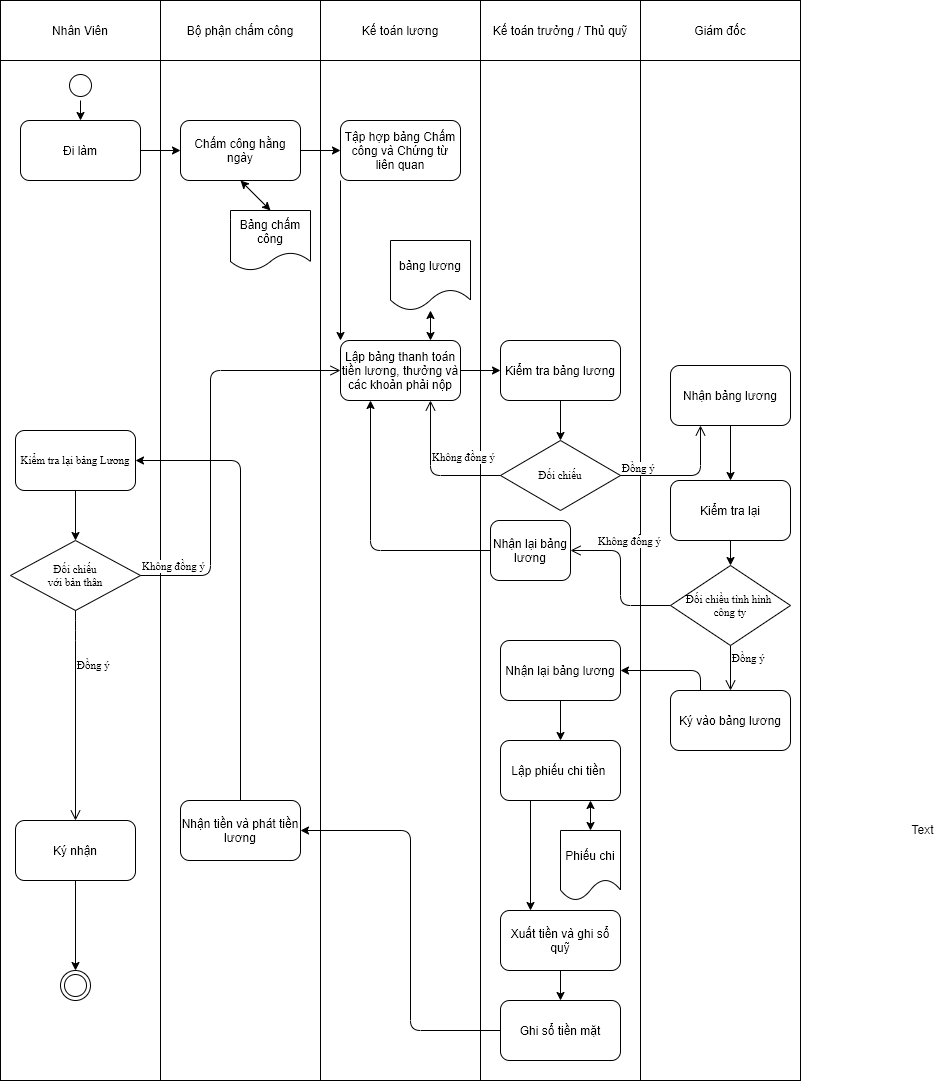 Nhân Viên
Bộ phận chấm công
Kế toán lương
Kế toán trưởng / Thủ quỹ
Giám đốc
Đi làm
Chấm công hằng
ngày
Tập hợp bảng Chấm
công và Chứng từ
liên quan
Bảng chấm
công
bảng lương
Lập bảng thanh toán
tiền lương, thưởng và
các khoản phải nộp
Kiểm tra bảng lương
Nhận bảng lương
Không đồng ý
Đối chiếu
Đồng ý
Kiểm tra lại bảng Lương
Kiểm tra lại
Nhận lại bảng
lương
Không đồng ý
Đối chiếu
với bản thân
Không đồng ý
Đối chiều tình hình
công ty
Đồng ý
Đồng ý
Nhận lại bảng lương
Ký vào bảng lương
Lập phiếu chi tiền
Nhận tiền và phát tiền
lương
Text
Ký nhận
Phiếu chi
Xuất tiền và ghi sổ
quỹ
Ghi sổ tiền mặt